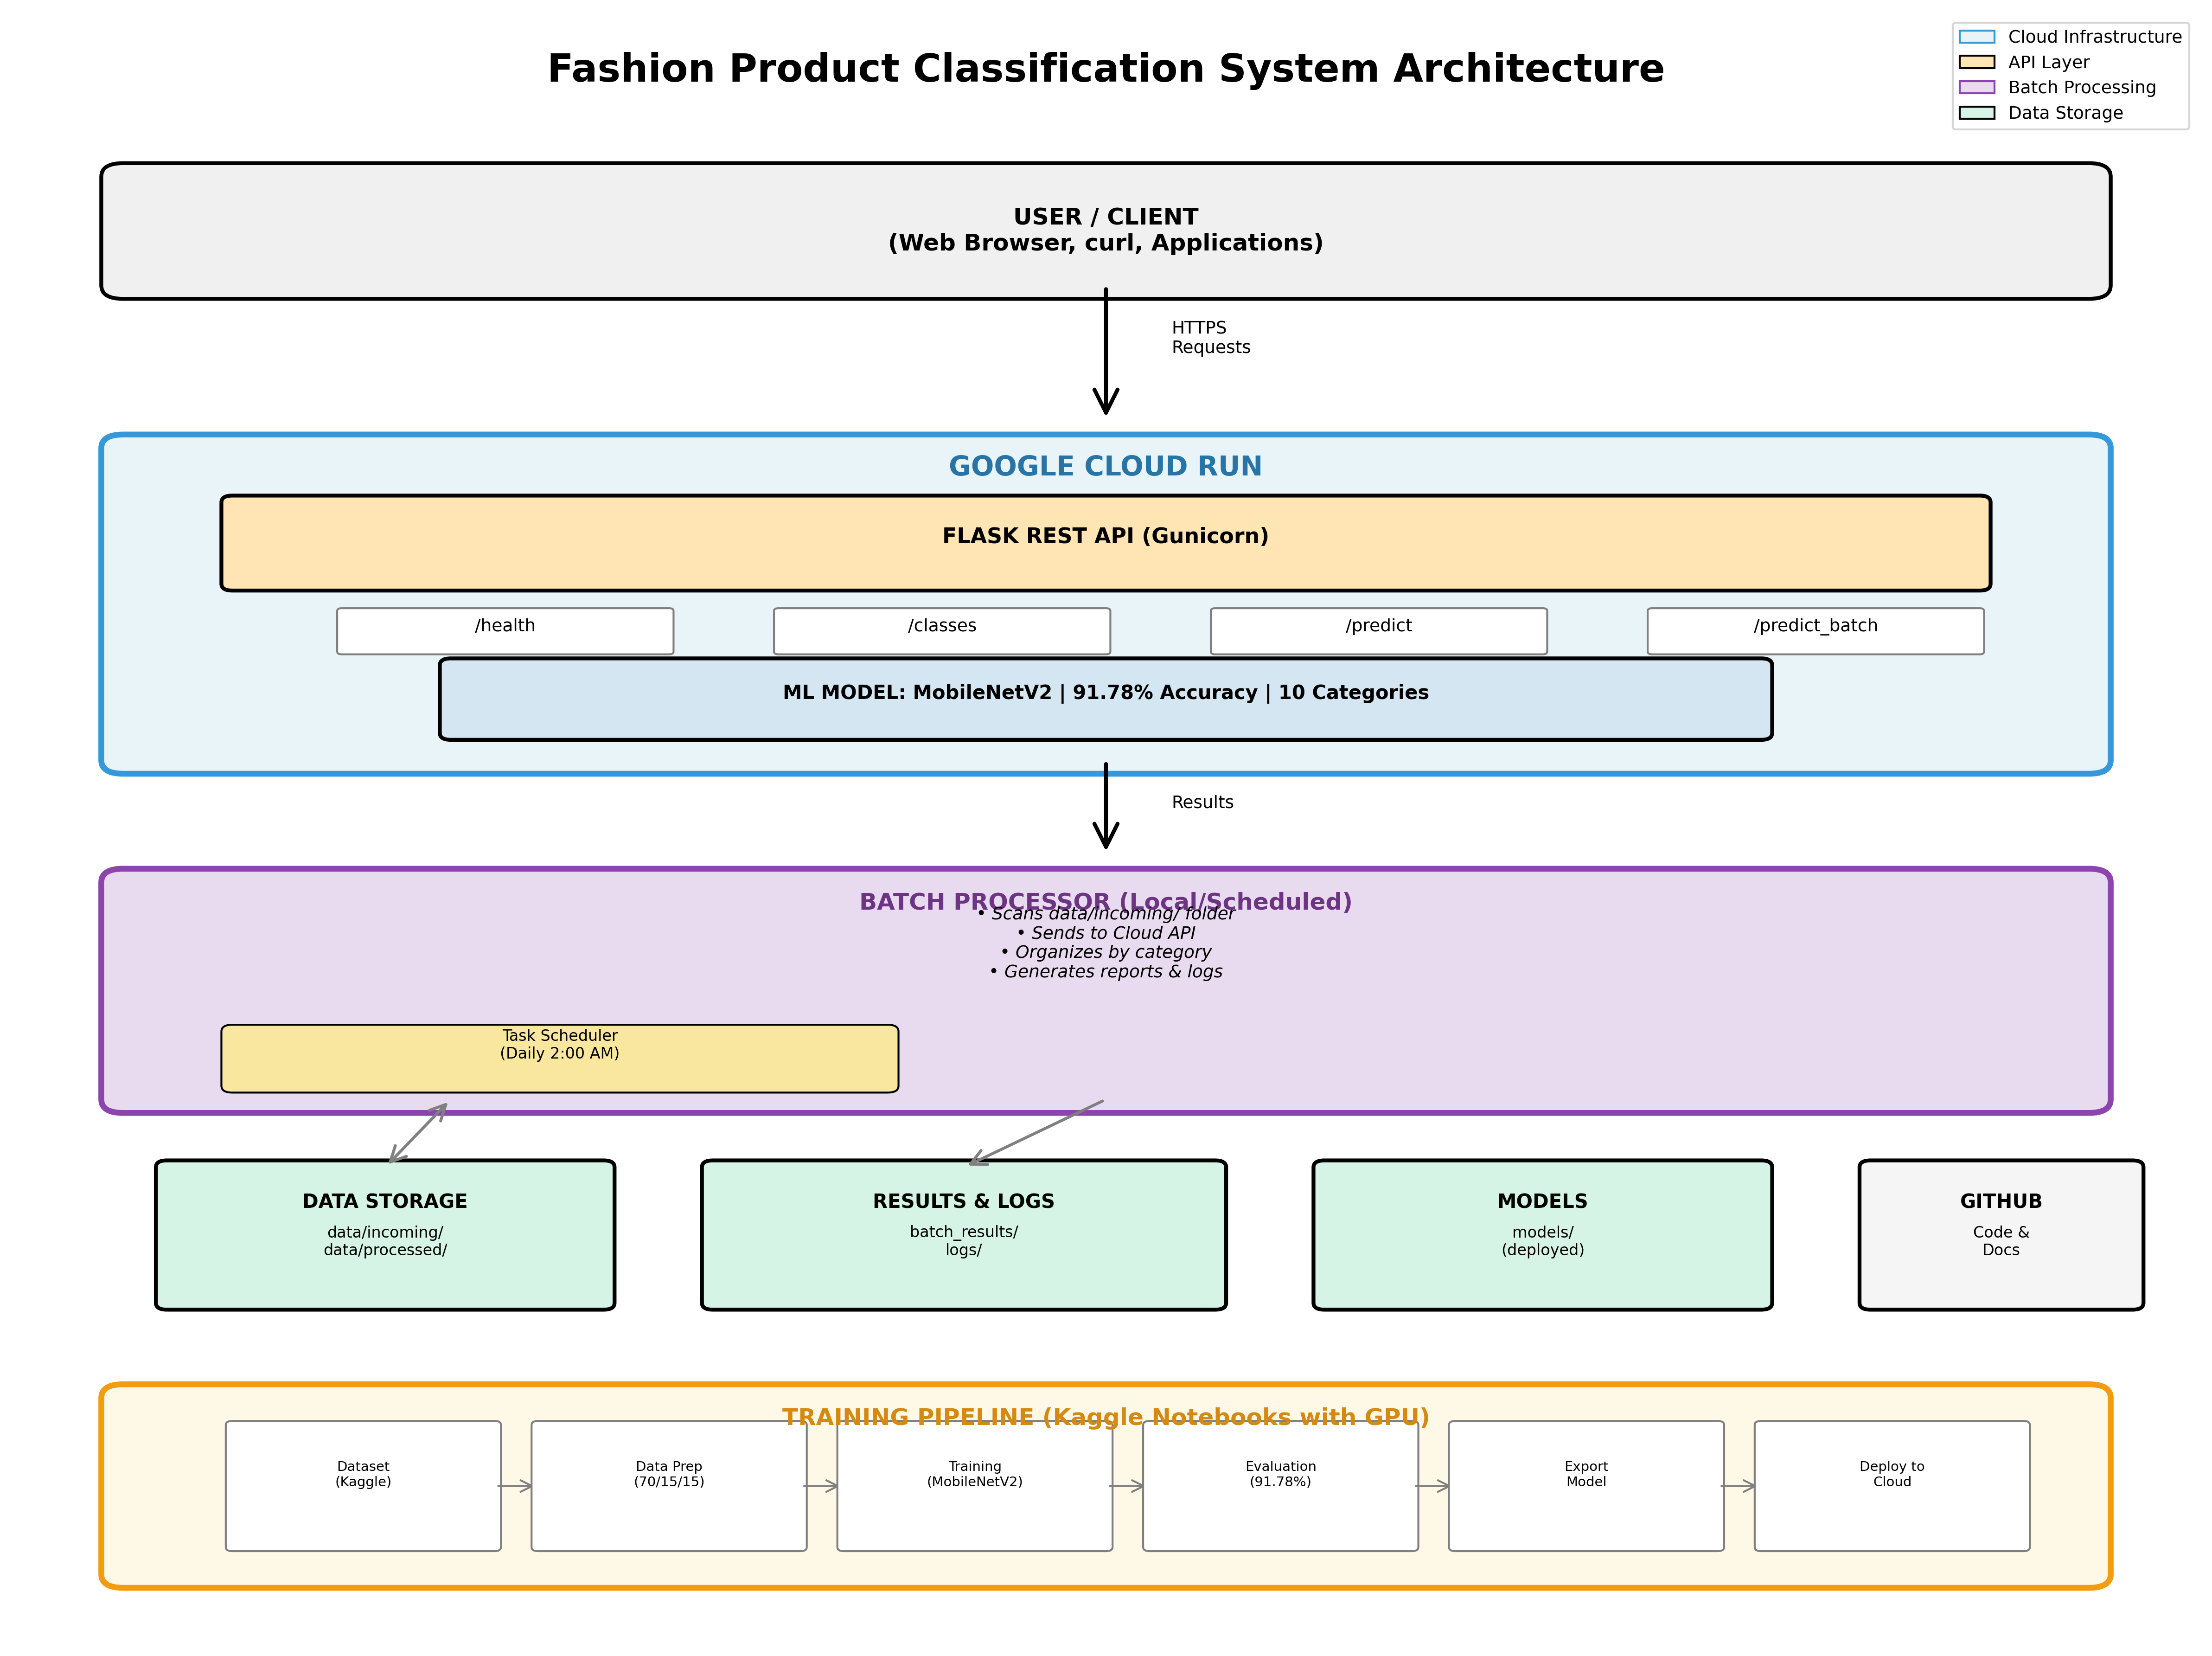 Fashion Product Classification System Architecture
Cloud Infrastructure
API Layer
Batch Processing
Data Storage
USER / CLIENT
(Web Browser, curl, Applications)
HTTPS
Requests
GOOGLE CLOUD RUN
FLASK REST API (Gunicorn)
/health
/classes
/predict
/predict_batch
ML MODEL: MobileNetV2 | 91.78% Accuracy | 10 Categories
Results
BATCH PROCESSOR (Local/Scheduled)
• Scans data/incoming/ folder
• Sends to Cloud API
• Organizes by category
• Generates reports & logs
Task Scheduler
(Daily 2:00 AM)
DATA STORAGE
data/incoming/
data/processed/
RESULTS & LOGS
batch_results/
logs/
MODELS
models/
(deployed)
GITHUB
Code &
Docs
TRAINING PIPELINE (Kaggle Notebooks with GPU)
Dataset
(Kaggle)
Data Prep
(70/15/15)
Training
(MobileNetV2)
Evaluation
(91.78%)
Export
Model
Deploy to
Cloud